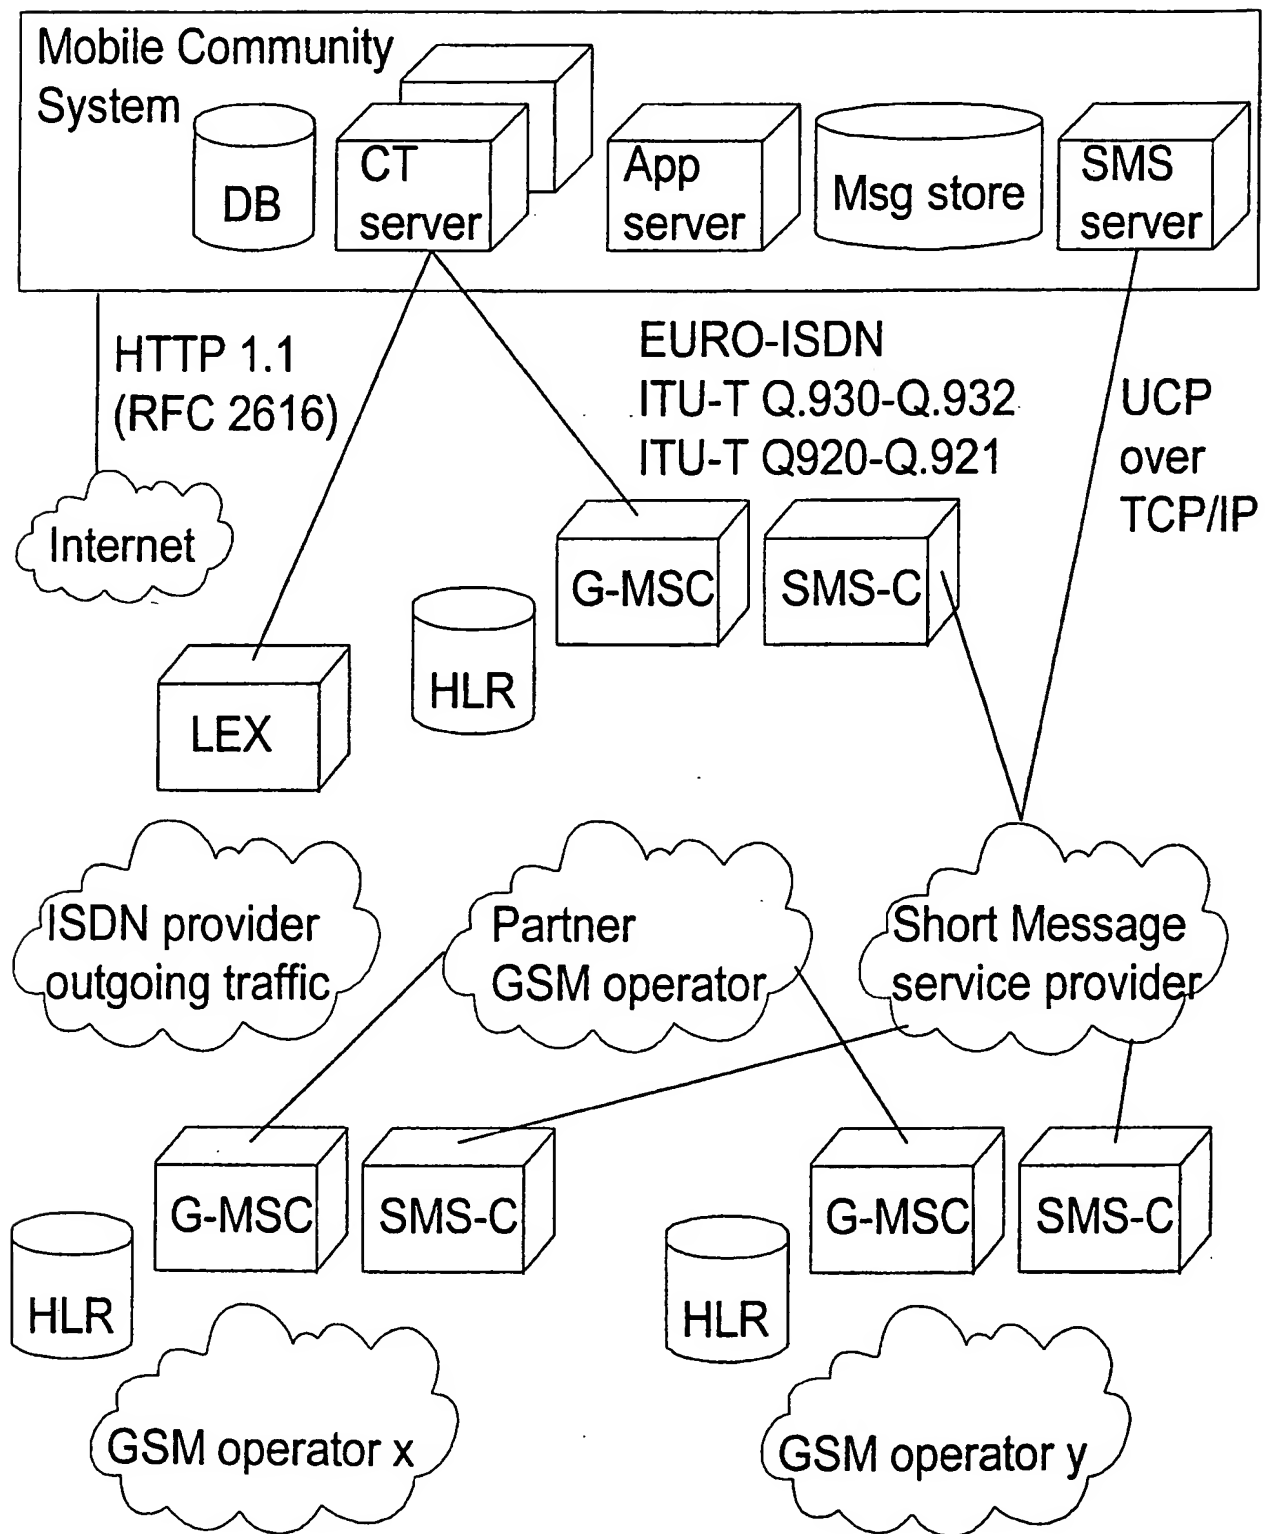 Mobile Community
System
DB
CT
server
App
server
Msg store
SMS
server
HTTP 1.1
(RFC 2616)
EURO-ISDN
ITU-T Q.930-Q.932
ITU-T Q920-Q.921
UCP
over
TCP/IP
Internet
G-MSC
SMS-C
HLR
LEX
ISDN provider
outgoing traffic
Partner
GSM operator
Short Message
service provider
G-MSC
SMS-C
HLR
G-MSC
SMS-C
HLR
GSM operator x
GSM operator y